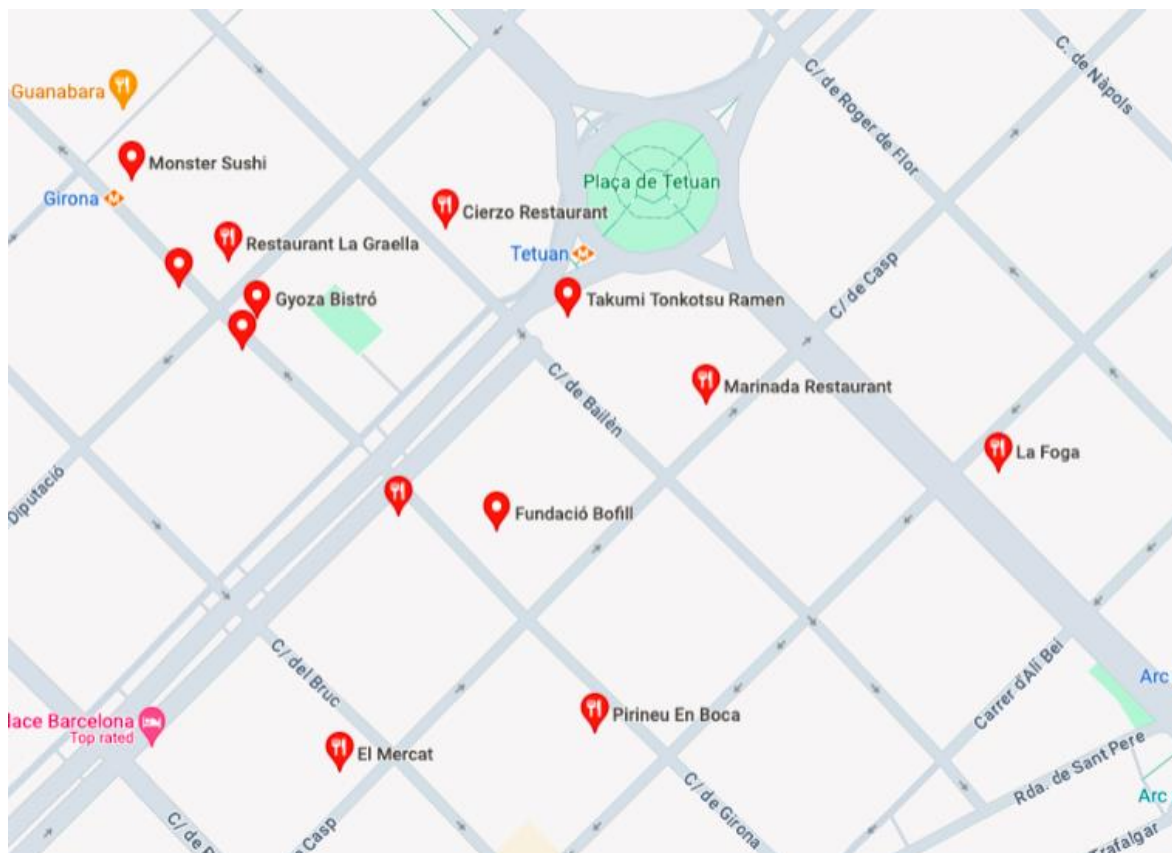 C. de Nàpols
C/ de Roger de Flor
Guanabara
Monster Sushi
Plaça de Tetuan
Girona
Cierzo Restaurant
Restaurant La Graella
Tetuan
C/ de Casp
Gyoza Bistró
Takumi Tonkotsu Ramen
C/ de Bailèn
Marinada Restaurant
La Foga
Diputació
Fundació Bofill
C/ del Bruc
Carrer d'Alí Bei
Arc
lace Barcelona
Top rated
Pirineu En Boca
El Mercat
Rda. de Sant Pere
Arc
C/ de Girona
C/ de
Casp
Trafalgar